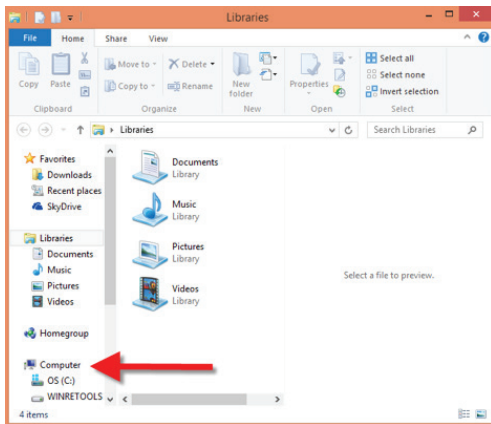 Libraries
File Home Share View
Copy
Paste
Move to
Copy to
Delete
Rename
New
folder
Properties
Select all
Select none
Invert selection
Clipboard Organize New Open Select
Libraries
Search Libraries
Favorites
Downloads
Recent places
SkyDrive
Libraries
Documents
Music
Pictures
Videos
Homegroup
Computer
OS (C:)
WINRETOOLS
Documents
Library
Music
Library
Pictures
Library
Videos
Library
Select a file to preview.
4 items